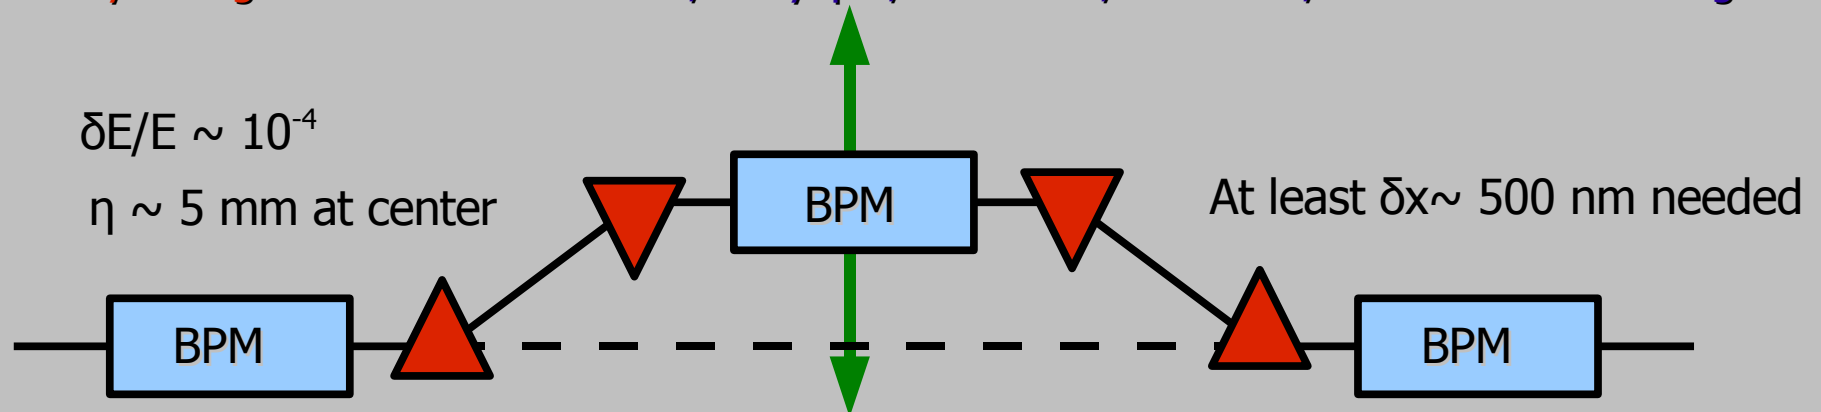 δE/E ~ 10⁻⁴
η ~ 5 mm at center
At least δx~ 500 nm needed
BPM
BPM
BPM